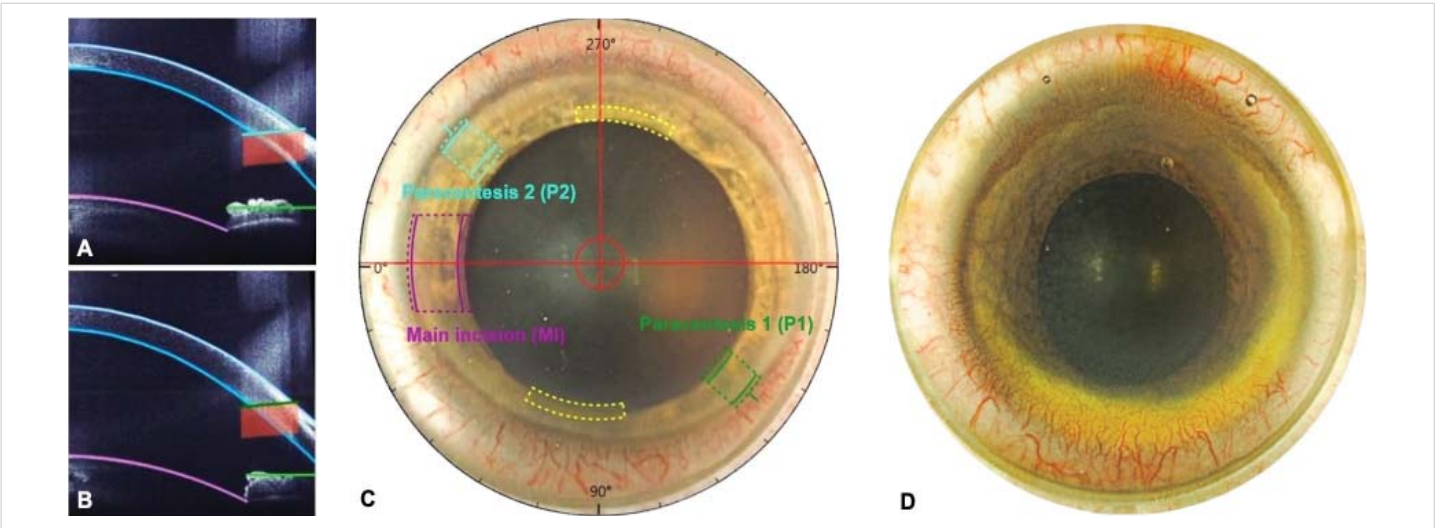 A
B
270°
Paracentesis 2 (P2)
0°
180°
Paracentesis 1 (P1)
Main incision (MI)
90°
C
D